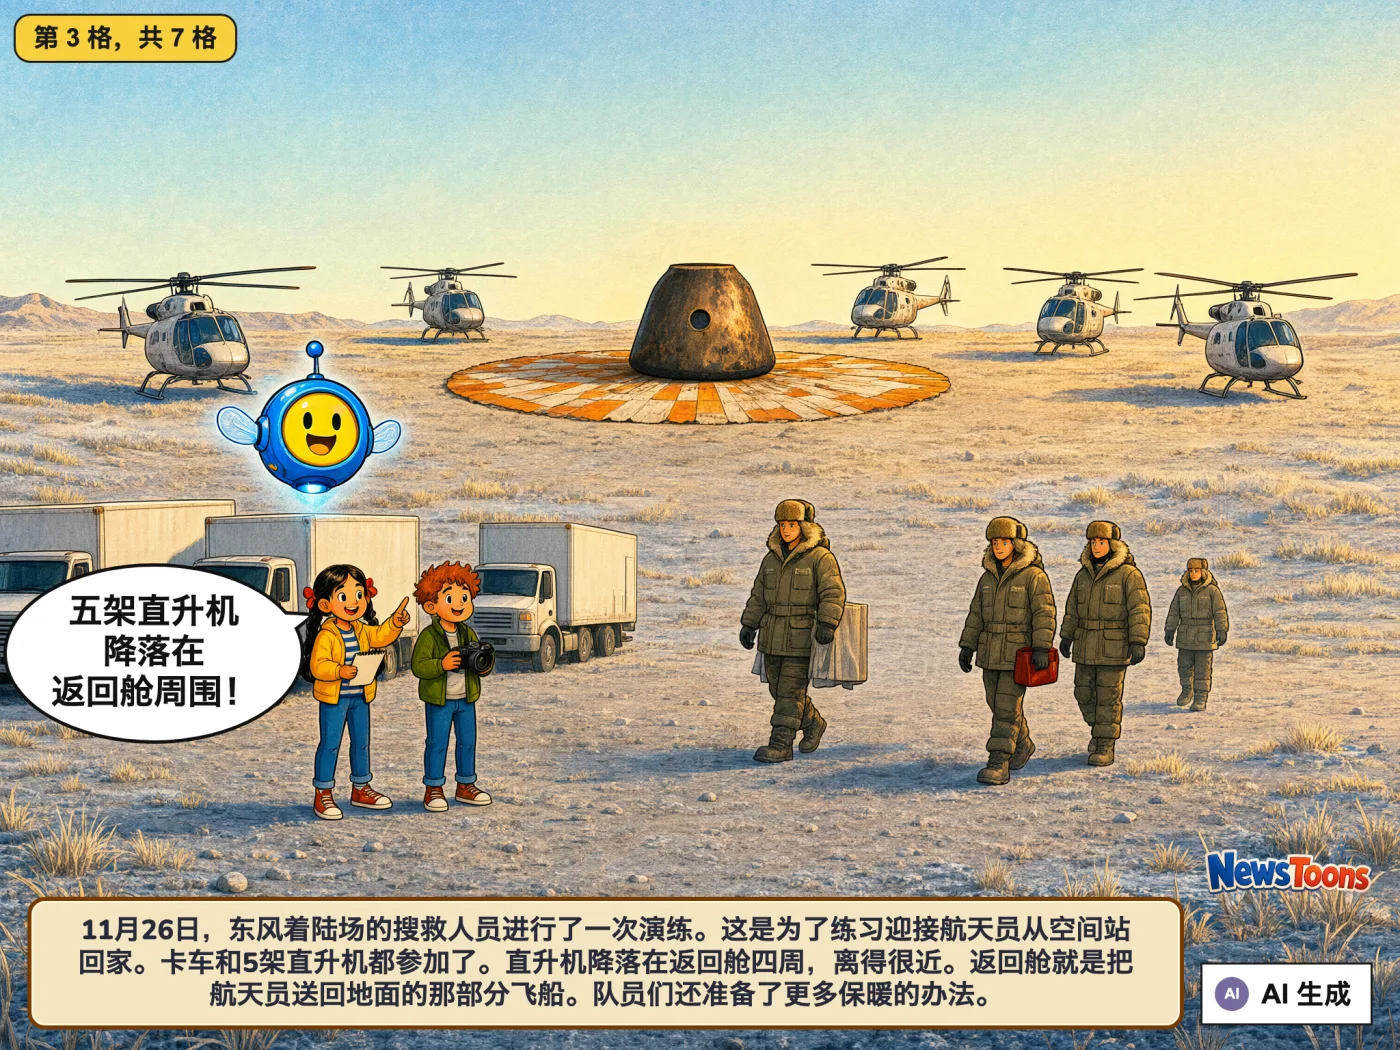 第 3 格，共 7 格
五架直升机
降落在
返回舱周围！
NewsToons
11月26日，东风着陆场的搜救人员进行了一次演练。这是为了练习迎接航天员从空间站
回家。卡车和5架直升机都参加了。直升机降落在返回舱四周，离得很近。返回舱就是把
航天员送回地面的那部分飞船。队员们还准备了更多保暖的办法。
AI AI 生成